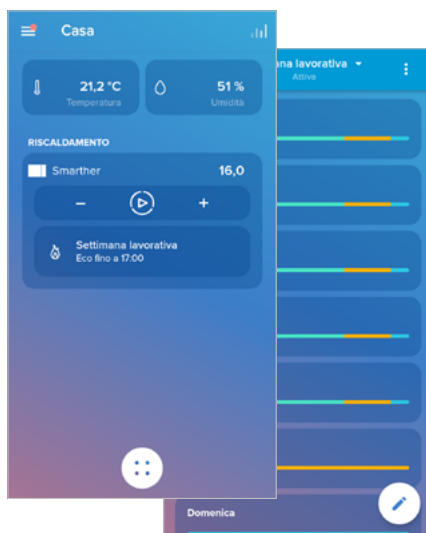 Casa
21,2 °C
Temperatura
51 %
Umidità
RISCALDAMENTO
Smarther
16,0
Settimana lavorativa
Eco fino a 17:00
na lavorativa
Attiva
Domenica